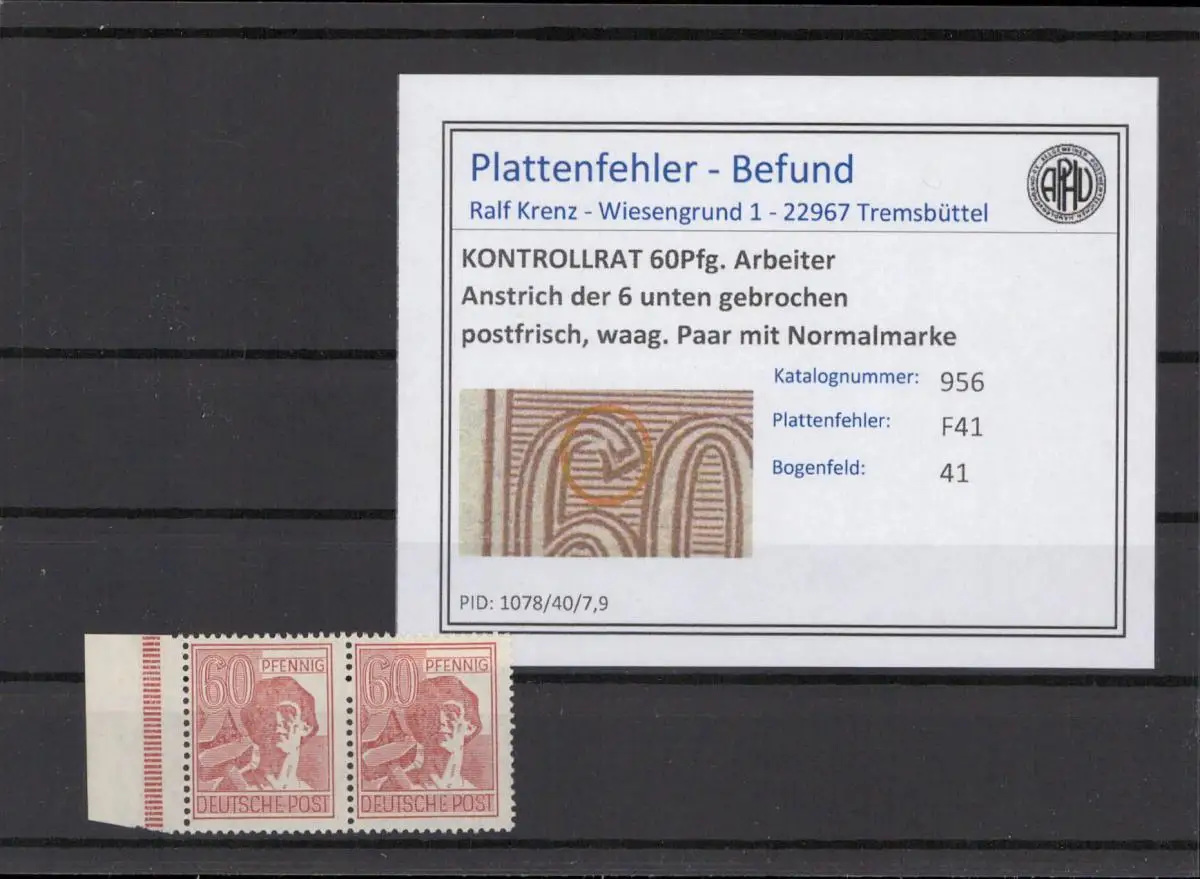 Plattenfehler - Befund
Ralf Krenz - Wiesengrund 1 - 22967 Tremsbüttel
APHV
KONTROLLRAT 60Pfg. Arbeiter
Anstrich der 6 unten gebrochen
postfrisch, waag. Paar mit Normalmarke
Katalognummer: 956
Plattenfehler: F41
Bogenfeld: 41
60
PID: 1078/40/7,9
60 PFENNIG 60 PFENNIG
DEUTSCHE POST DEUTSCHE POST